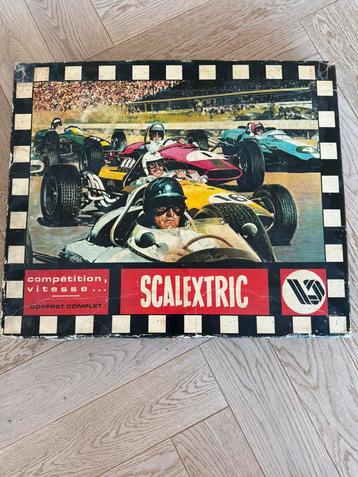 compétition,
vitesse...
COFFRET COMPLET
SCALEXTRIC